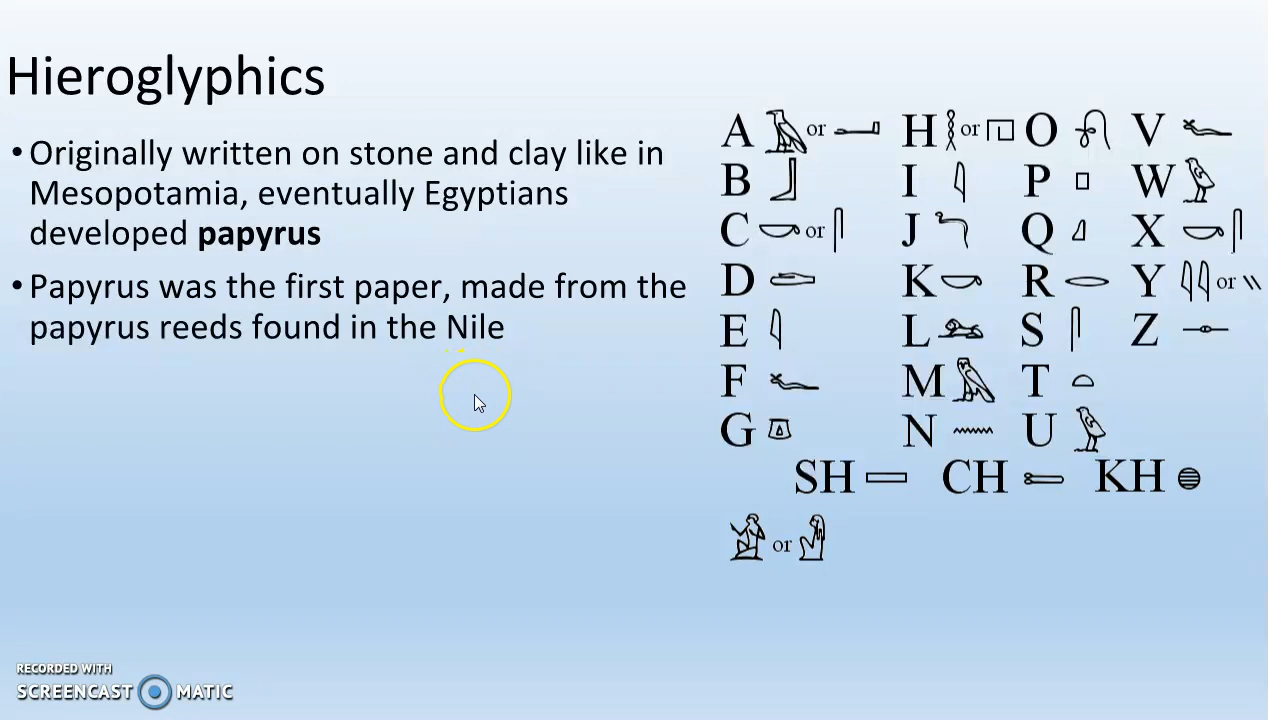 Hieroglyphics
• Originally written on stone and clay like in
Mesopotamia, eventually Egyptians
developed papyrus
• Papyrus was the first paper, made from the
papyrus reeds found in the Nile
A or H or O V
B I P W
C or J Q X
D K R Y or
E L S Z
F M T
G N U
SH CH KH
or
RECORDED WITH
SCREENCAST MATIC